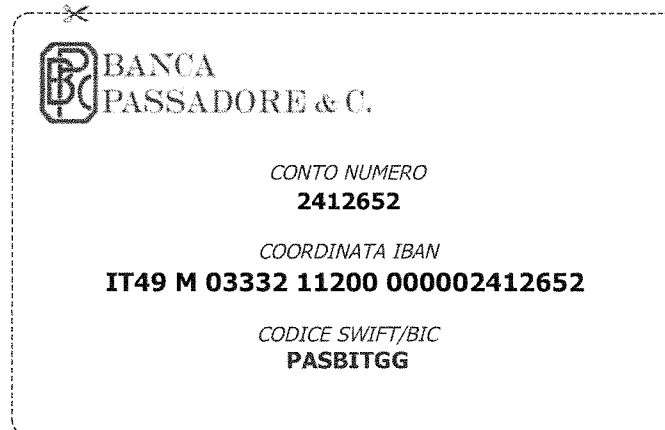 BANCA
PASSADORE & C.
CONTO NUMERO
2412652
COORDINATA IBAN
IT49 M 03332 11200 000002412652
CODICE SWIFT/BIC
PASBITGG